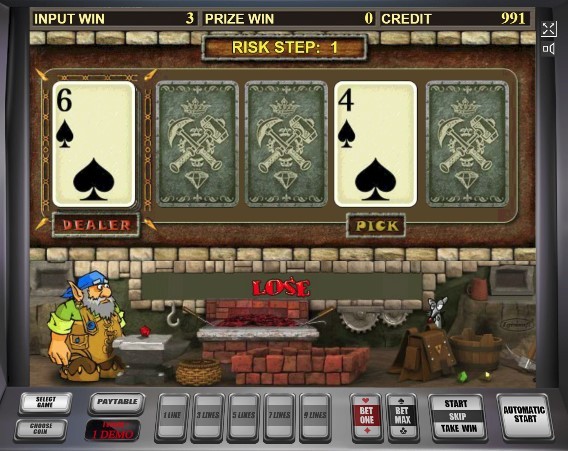 INPUT WIN 3 PRIZE WIN 0 CREDIT 991
RISK STEP: 1
6
4
DEALER
PICK
LOSE
SELECT GAME
CHOOSE COIN
PAYTABLE
1 DEMO
1 LINE
3 LINES
5 LINES
7 LINES
9 LINES
BET ONE
BET MAX
START
SKIP
TAKE WIN
AUTOMATIC START